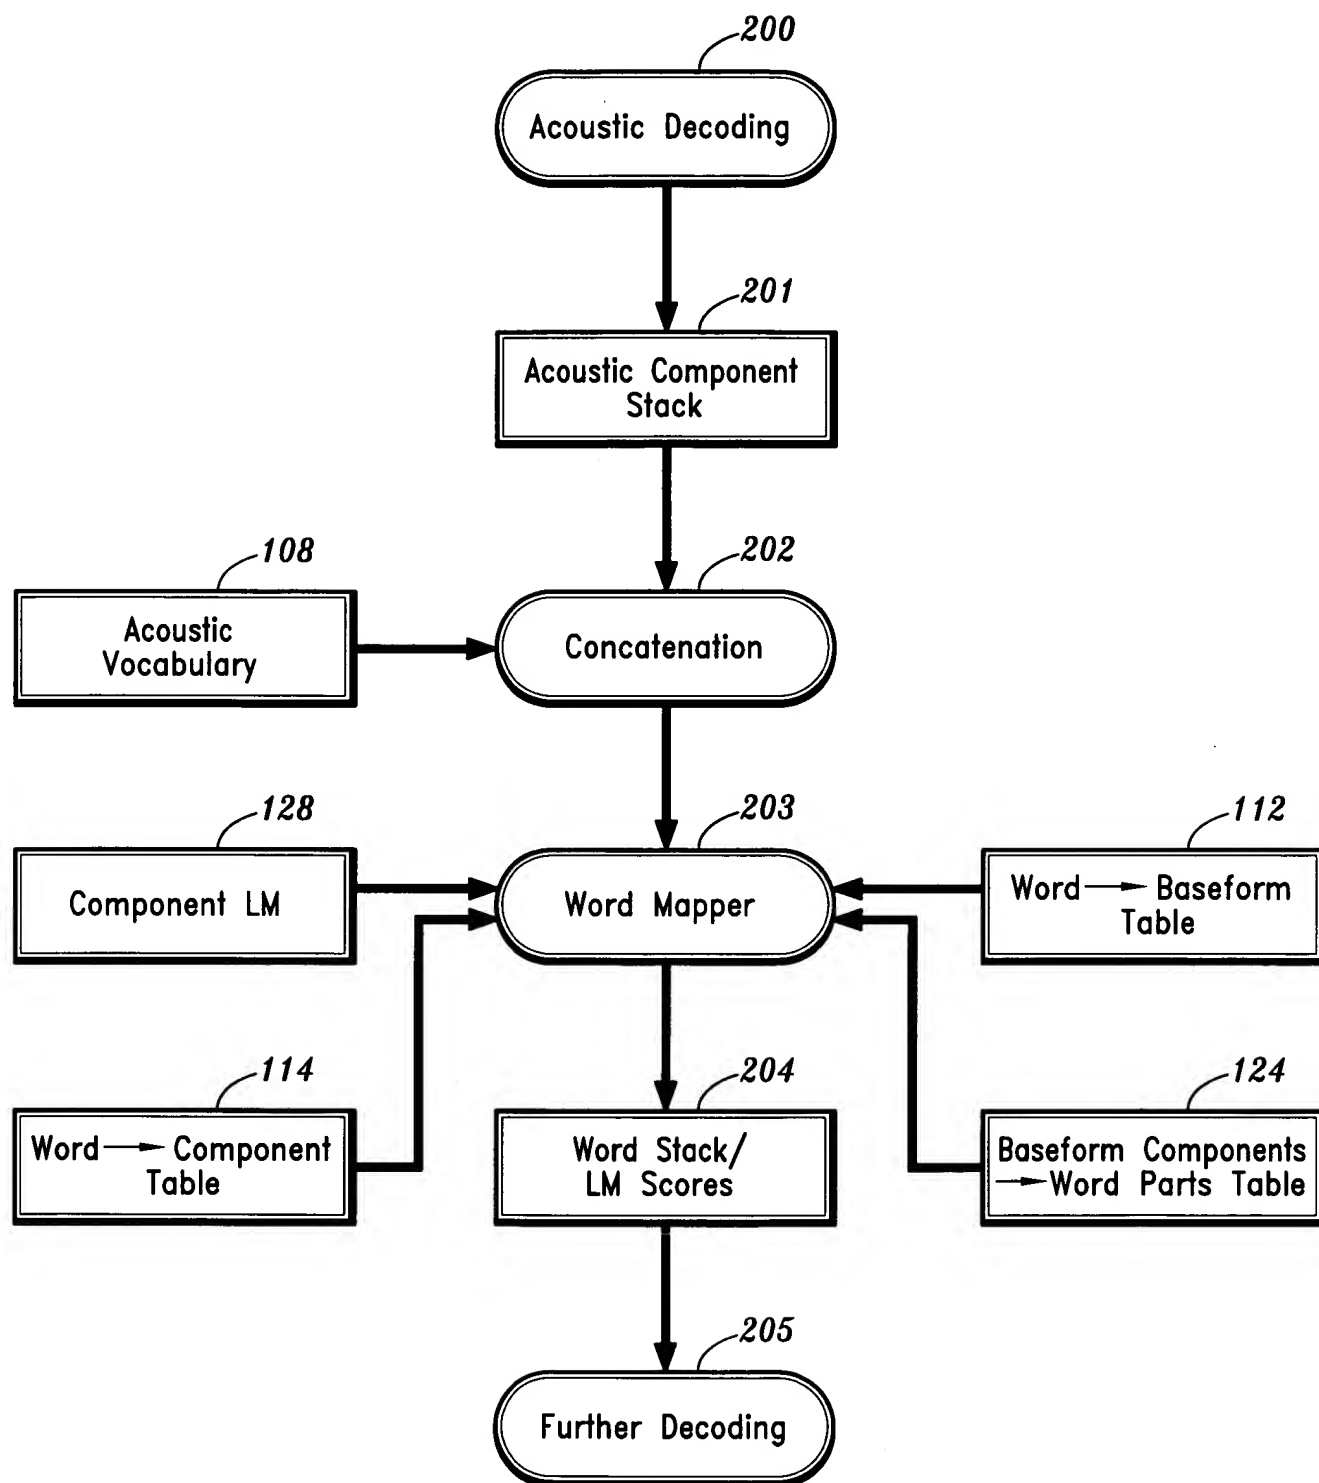 200
Acoustic Decoding
201
Acoustic Component
Stack
108
Acoustic
Vocabulary
202
Concatenation
128
Component LM
203
Word Mapper
112
Word → Baseform
Table
114
Word → Component
Table
204
Word Stack/
LM Scores
124
Baseform Components
→ Word Parts Table
205
Further Decoding